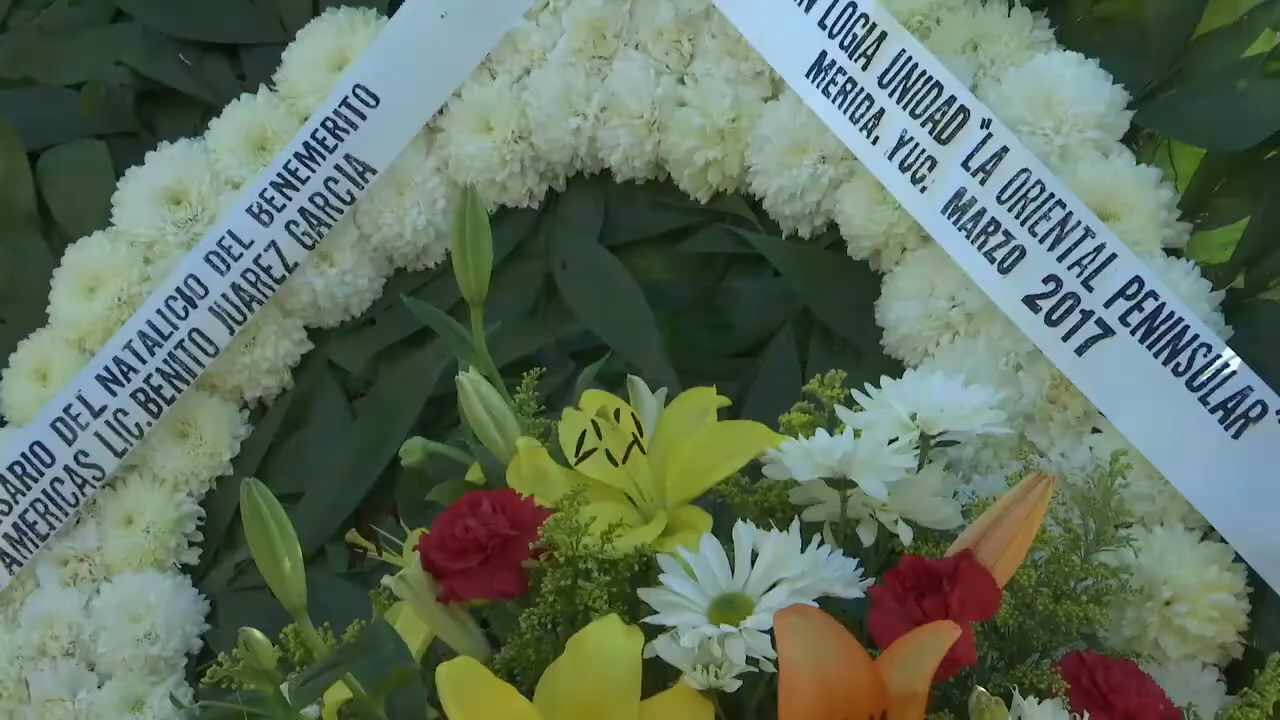 SARIO DEL NATALICIO DEL BENEMERITO
AMERICAS LIC.BENITO JUAREZ GARCIA
N LOGIA UNIDAD "LA ORIENTAL PENINSULAR"
MERIDA, YUC. MARZO 2017